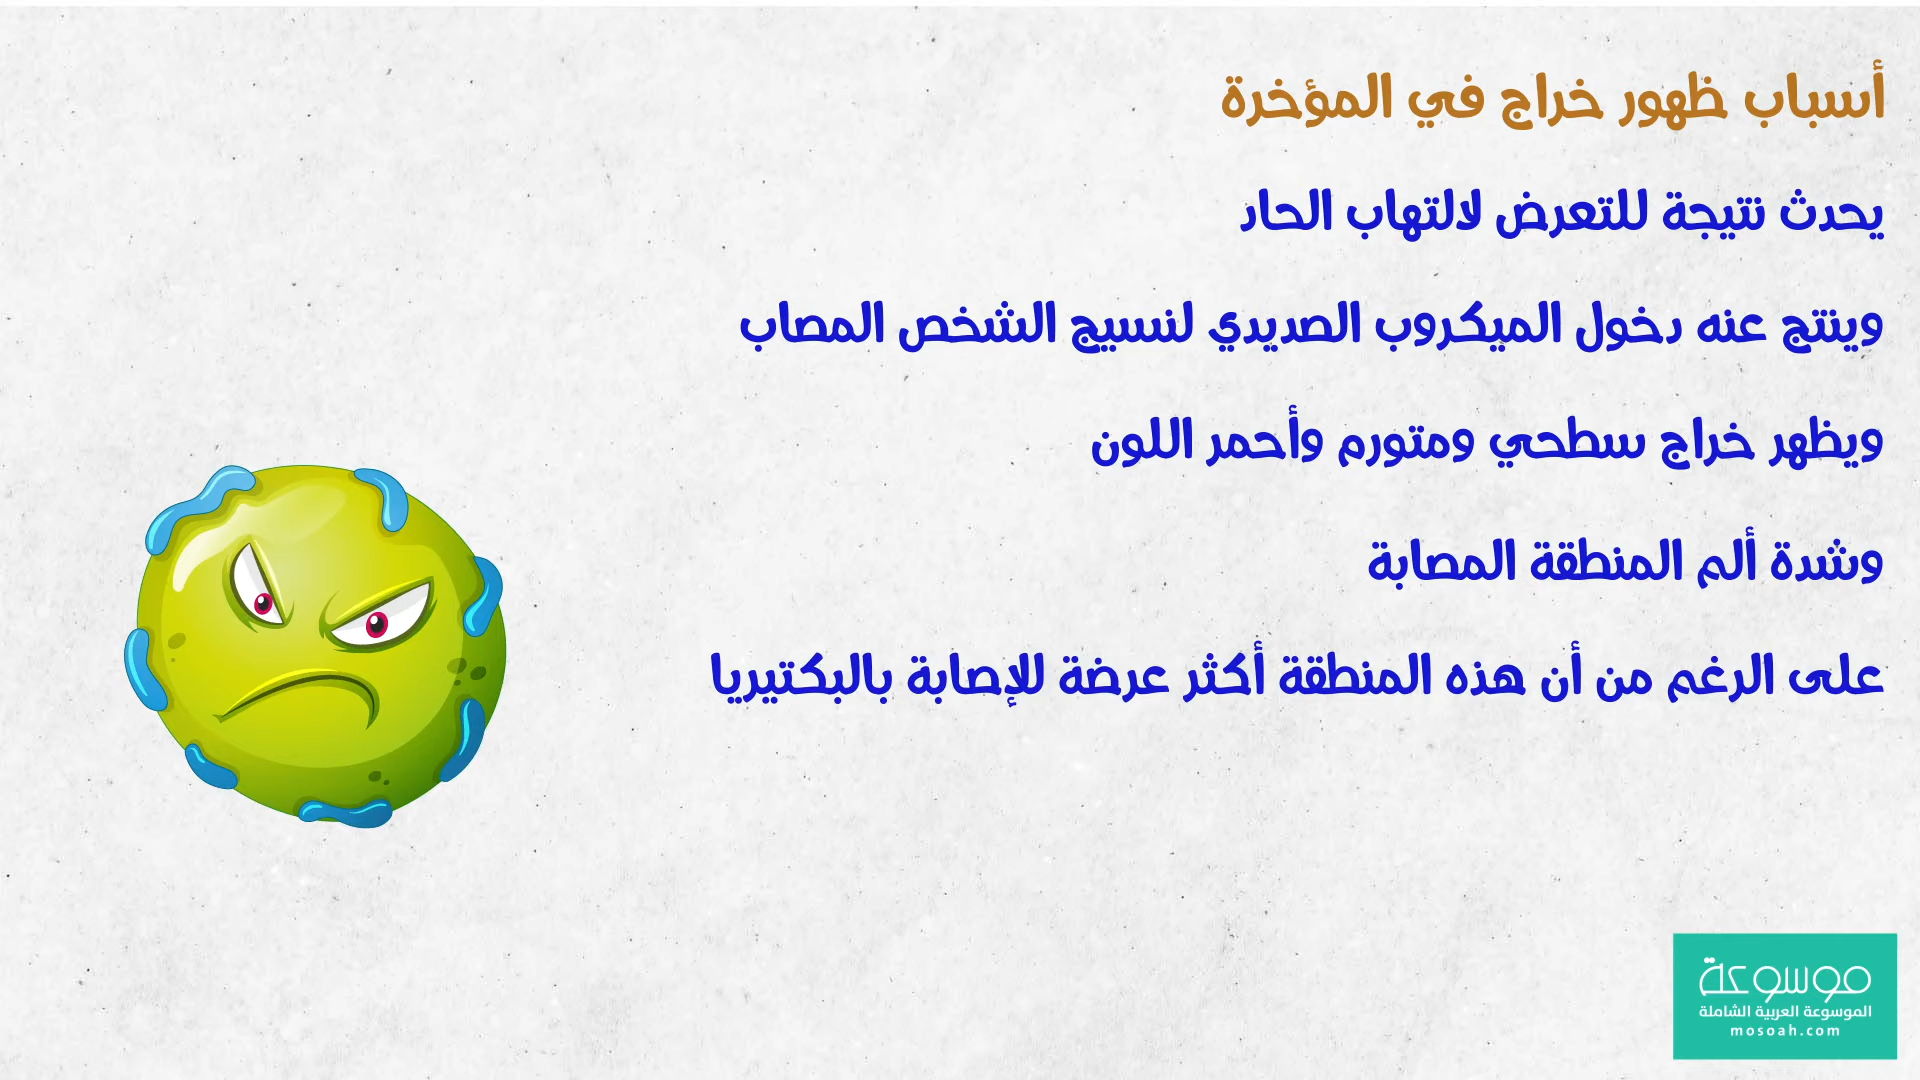 أسباب ظهور خراج في المؤخرة
يحدث نتيجة للتعرض لالتهاب الحاد
وينتج عنه دخول الميكروب الصديدي لنسيج الشخص المصاب
ويظهر خراج سطحي ومتورم وأحمر اللون
وشدة ألم المنطقة المصابة
على الرغم من أن هذه المنطقة أكثر عرضة للإصابة بالبكتيريا
موسوعة
الموسوعة العربية الشاملة
mosoah.com